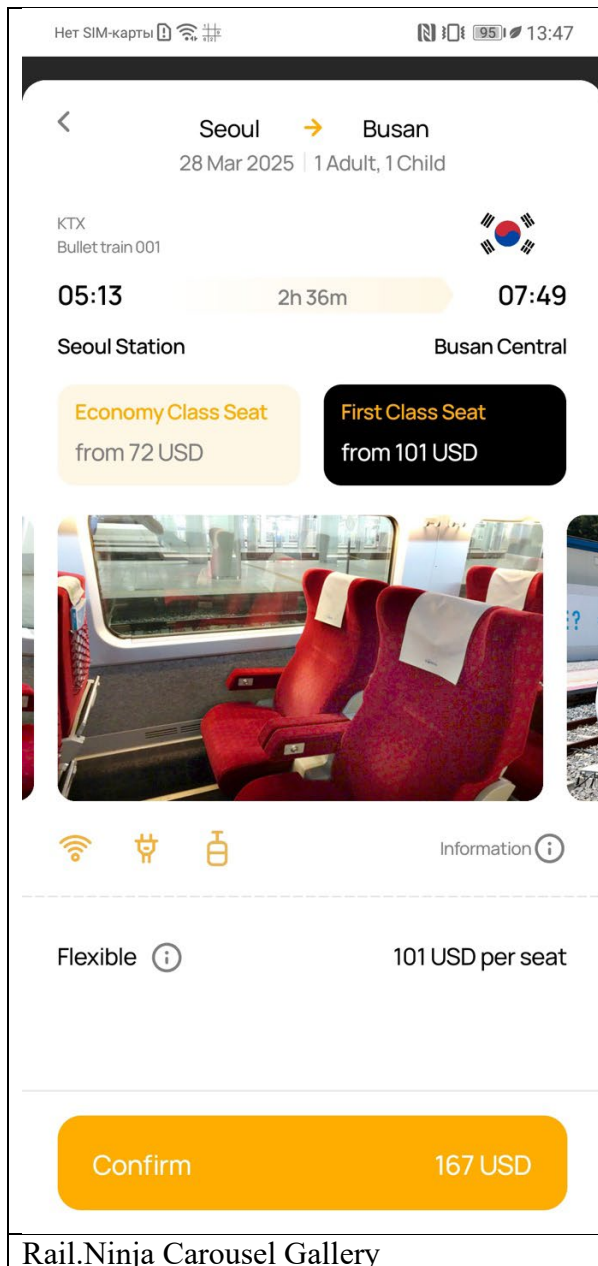 Нет SIM-карты 95 13:47
Seoul → Busan
28 Mar 2025 | 1 Adult, 1 Child
KTX
Bullet train 001
05:13 2h 36m 07:49
Seoul Station Busan Central
Economy Class Seat First Class Seat
from 72 USD from 101 USD
E?
Information
Flexible 101 USD per seat
Confirm 167 USD
Rail.Ninja Carousel Gallery